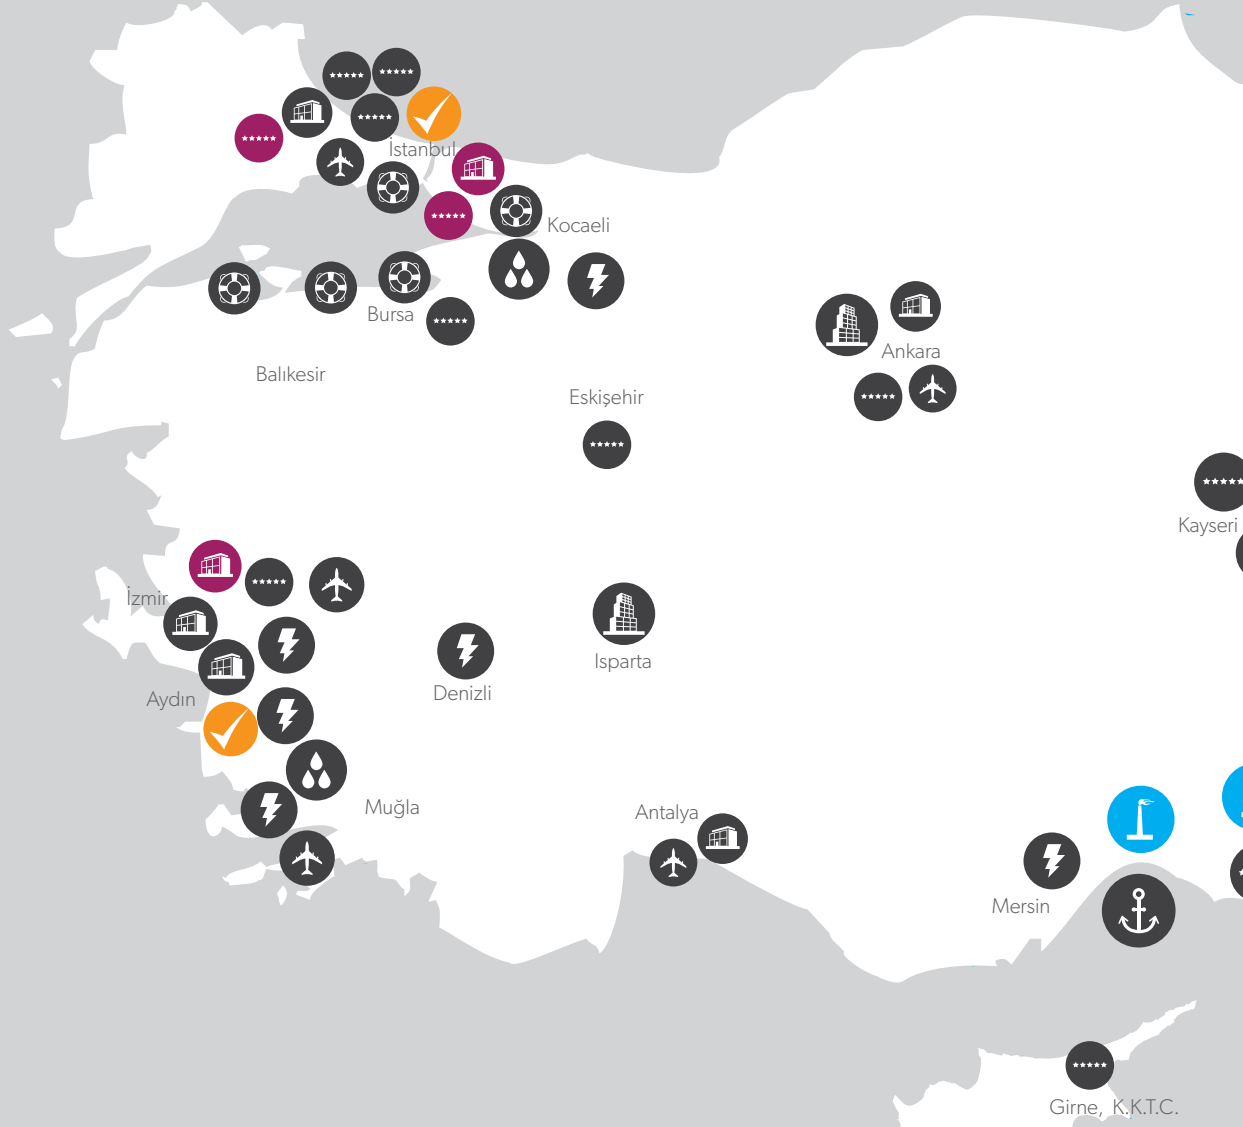 İstanbul
Kocaeli
Bursa
Ankara
Balıkesir
Eskişehir
Kayseri
İzmir
Isparta
Denizli
Aydın
Muğla
Antalya
Mersin
Girne, K.K.T.C.